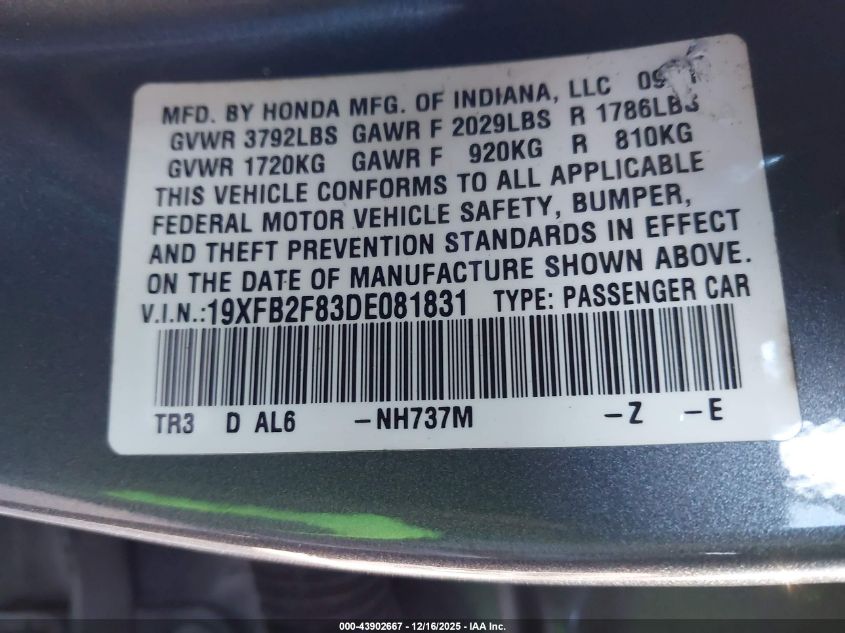 MFD. BY HONDA MFG. OF INDIANA, LLC 09
GVWR 3792LBS GAWR F 2029LBS R 1786LBS
GVWR 1720KG GAWR F 920KG R 810KG
THIS VEHICLE CONFORMS TO ALL APPLICABLE
FEDERAL MOTOR VEHICLE SAFETY, BUMPER,
AND THEFT PREVENTION STANDARDS IN EFFECT
ON THE DATE OF MANUFACTURE SHOWN ABOVE.
V.I.N.:19XFB2F83DE081831 TYPE: PASSENGER CAR
TR3 D AL6 -NH737M -Z -E
000-43902667 - 12/16/2025 - IAA Inc.